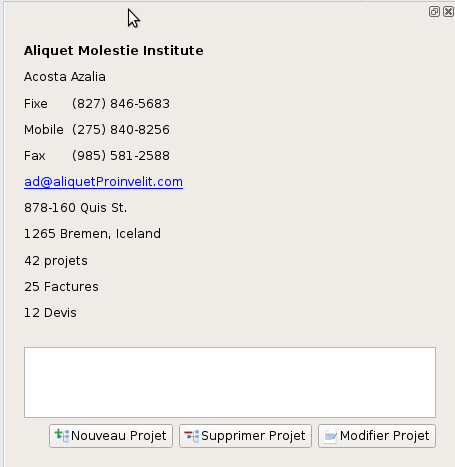 Aliquet Molestie Institute
Acosta Azalia
Fixe (827) 846-5683
Mobile (275) 840-8256
Fax (985) 581-2588
ad@aliquetProinvelit.com
878-160 Quis St.
1265 Bremen, Iceland
42 projets
25 Factures
12 Devis
Nouveau Projet Supprimer Projet Modifier Projet